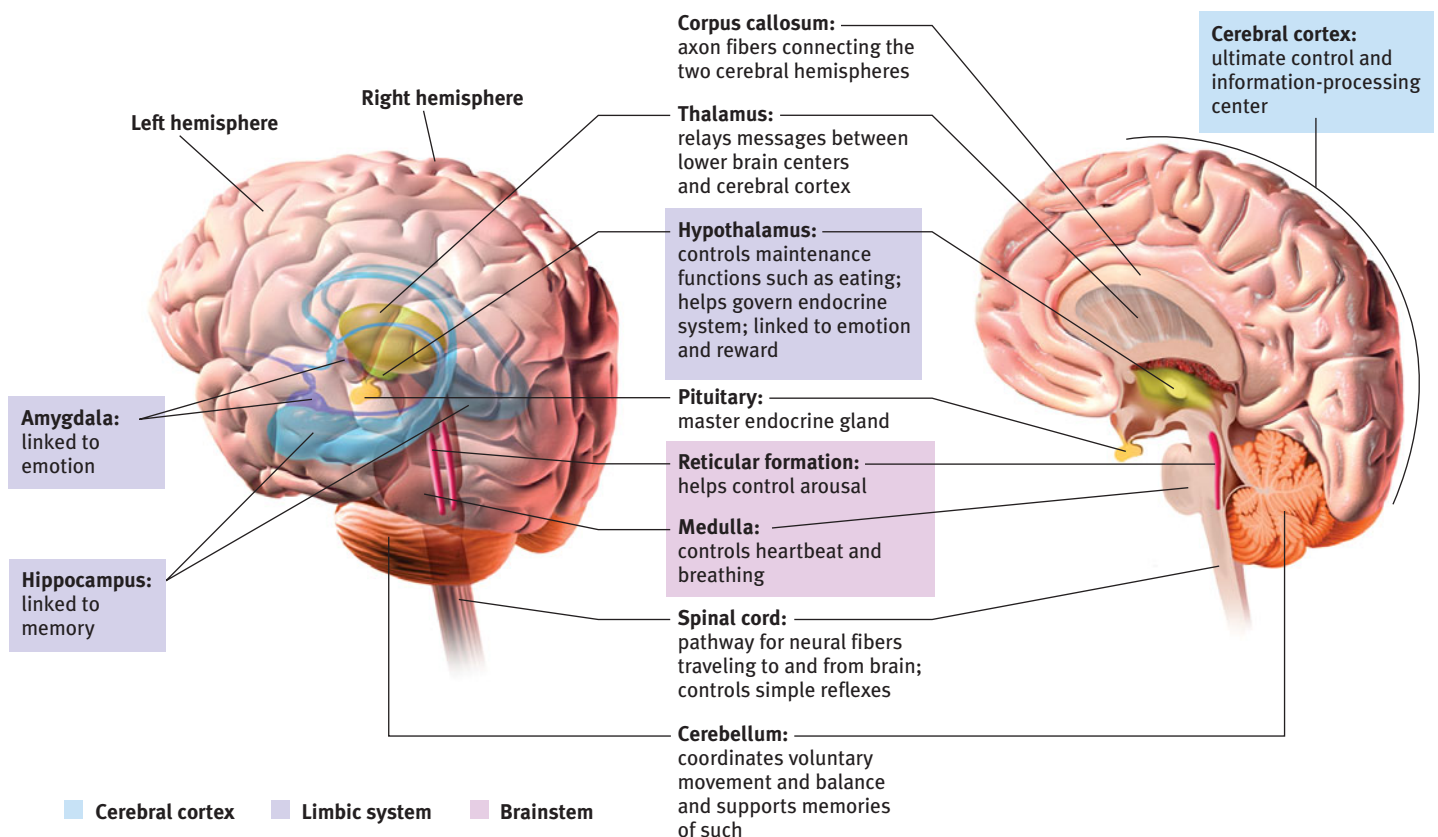 Left hemisphere
Right hemisphere
Amygdala:
linked to
emotion
Hippocampus:
linked to
memory
Corpus callosum:
axon fibers connecting the
two cerebral hemispheres
Thalamus:
relays messages between
lower brain centers
and cerebral cortex
Hypothalamus:
controls maintenance
functions such as eating;
helps govern endocrine
system; linked to emotion
and reward
Pituitary:
master endocrine gland
Reticular formation:
helps control arousal
Medulla:
controls heartbeat and
breathing
Spinal cord:
pathway for neural fibers
traveling to and from brain;
controls simple reflexes
Cerebellum:
coordinates voluntary
movement and balance
and supports memories
of such
Cerebral cortex:
ultimate control and
information-processing
center
Cerebral cortex
Limbic system
Brainstem